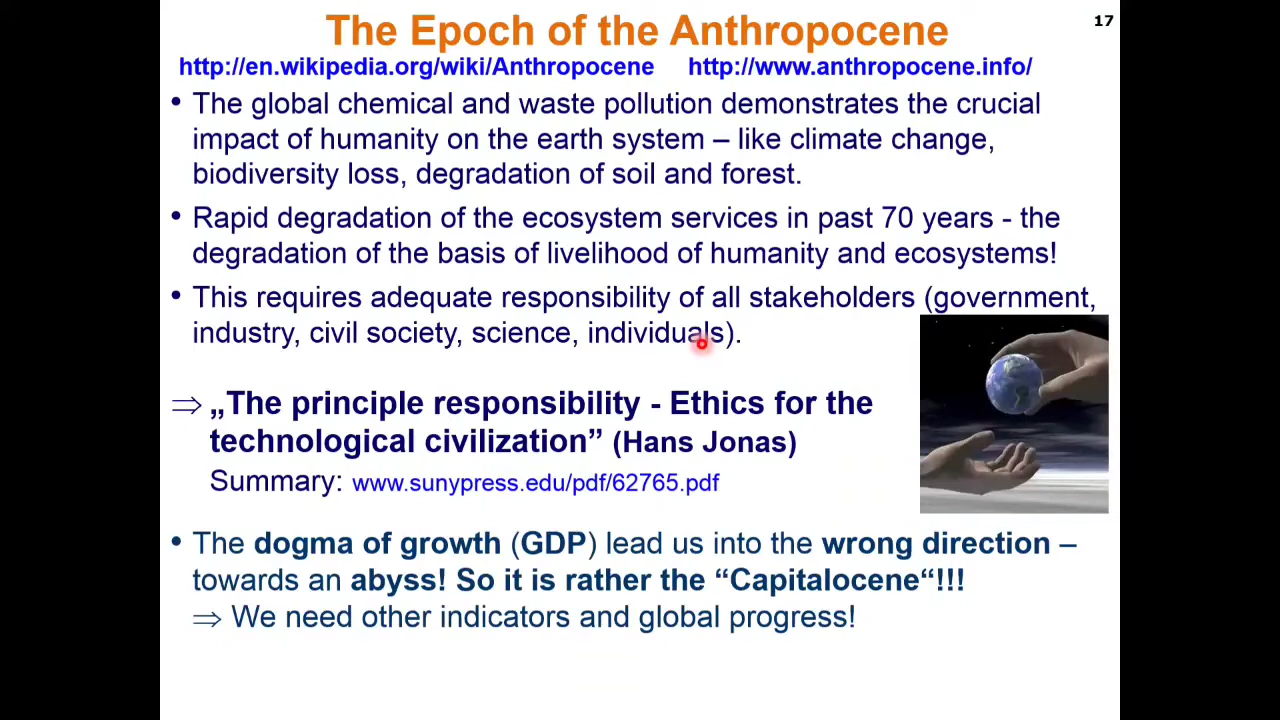 The Epoch of the Anthropocene
17
http://en.wikipedia.org/wiki/Anthropocene http://www.anthropocene.info/
• The global chemical and waste pollution demonstrates the crucial
impact of humanity on the earth system – like climate change,
biodiversity loss, degradation of soil and forest.
• Rapid degradation of the ecosystem services in past 70 years - the
degradation of the basis of livelihood of humanity and ecosystems!
• This requires adequate responsibility of all stakeholders (government,
industry, civil society, science, individuals).
⇒ „The principle responsibility - Ethics for the
technological civilization” (Hans Jonas)
Summary: www.sunypress.edu/pdf/62765.pdf
• The dogma of growth (GDP) lead us into the wrong direction –
towards an abyss! So it is rather the “Capitalocene“!!!
⇒ We need other indicators and global progress!